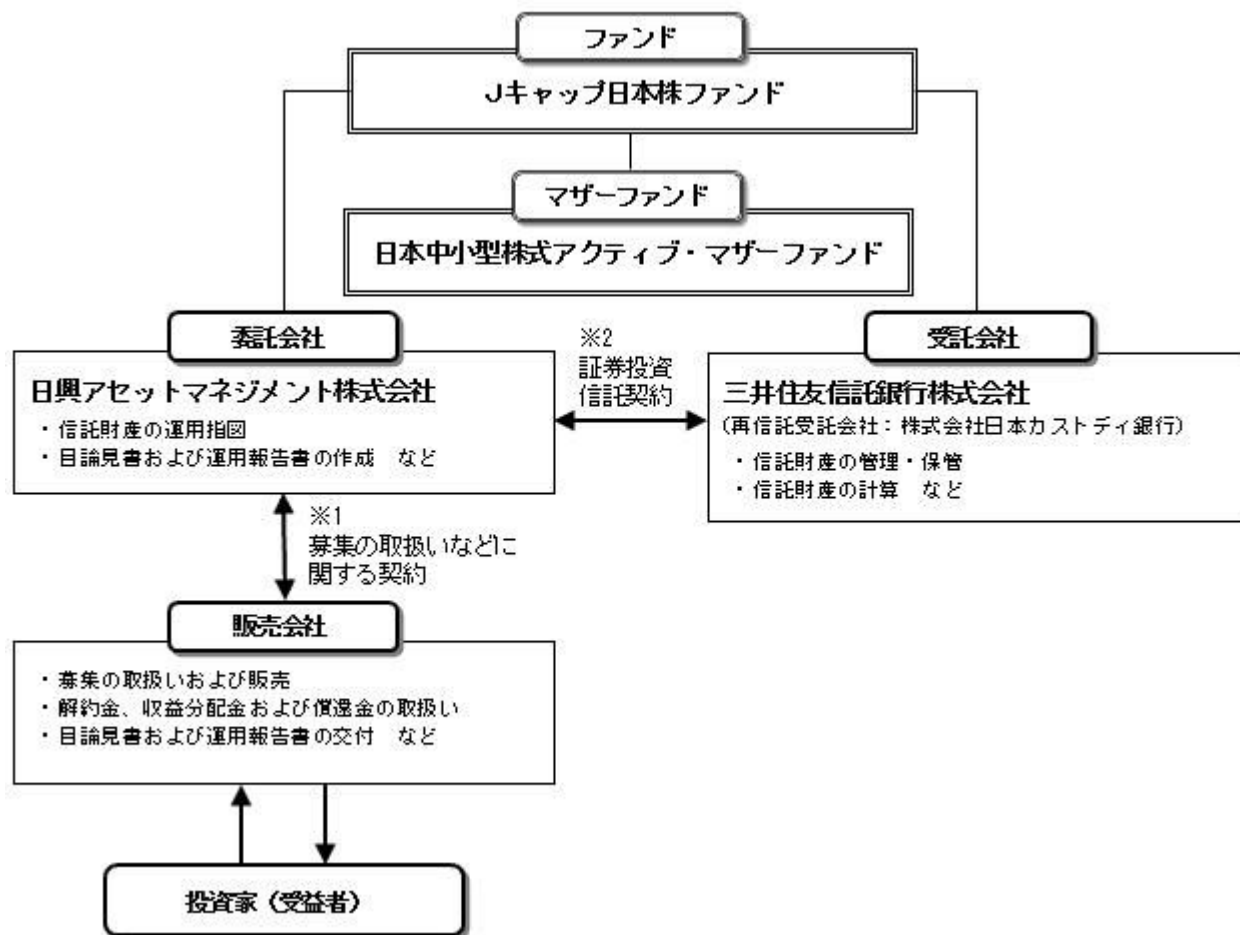 ファンド
Jキャップ日本株ファンド
マザーファンド
日本中小型株式アクティブ・マザーファンド
委託会社
日興アセットマネジメント株式会社
・信託財産の運用指図
・目論見書および運用報告書の作成　など
※2
証券投資
信託契約
受託会社
三井住友信託銀行株式会社
(再信託受託会社：株式会社日本カストディ銀行)
・信託財産の管理・保管
・信託財産の計算　など
※1
募集の取扱いなどに
関する契約
販売会社
・募集の取扱いおよび販売
・解約金、収益分配金および償還金の取扱い
・目論見書および運用報告書の交付　など
投資家（受益者）